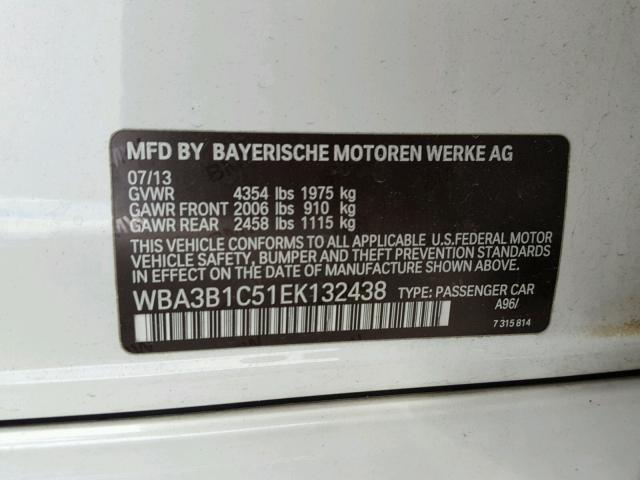 MFD BY BAYERISCHE MOTOREN WERKE AG
07/13
GVWR 4354 lbs 1975 kg
GAWR FRONT 2006 lbs 910 kg
GAWR REAR 2458 lbs 1115 kg
THIS VEHICLE CONFORMS TO ALL APPLICABLE U.S.FEDERAL MOTOR
VEHICLE SAFETY, BUMPER AND THEFT PREVENTION STANDARDS
IN EFFECT ON THE DATE OF MANUFACTURE SHOWN ABOVE.
WBA3B1C51EK132438 TYPE: PASSENGER CAR
A96/
7 315 814